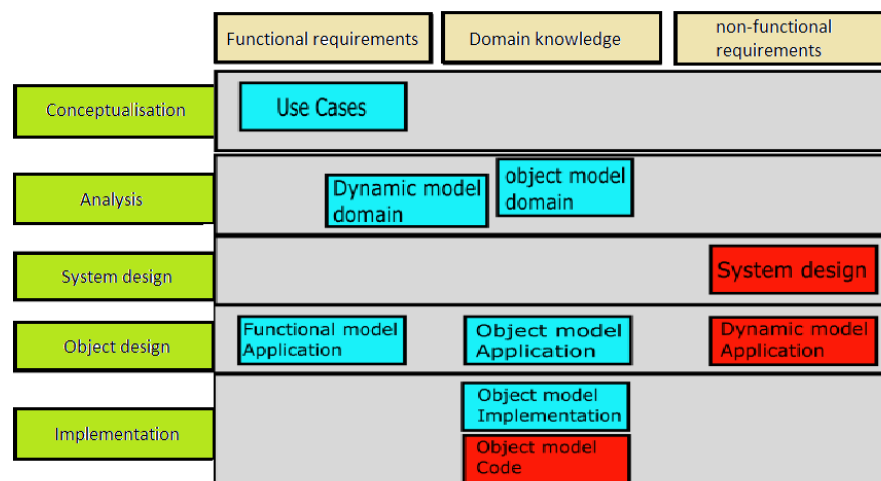 Functional requirements
Domain knowledge
non-functional
requirements
Conceptualisation
Use Cases
Analysis
Dynamic model
domain
object model
domain
System design
System design
Object design
Functional model
Application
Object model
Application
Dynamic model
Application
Implementation
Object model
Implementation
Object model
Code